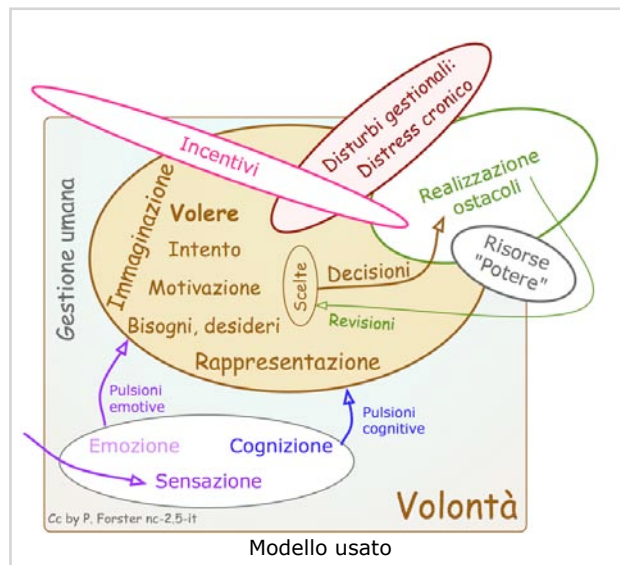 Disturbi gestionali:
Distress cronico
Incentivi
Realizzazione
ostacoli
Gestione umana
Immaginazione
Volere
Intento
Motivazione
Bisogni, desideri
Scelte
Decisioni
Risorse
"Potere"
Revisioni
Rappresentazione
Pulsioni
emotive
Pulsioni
cognitive
Emozione
Cognizione
Sensazione
Volontà
Cc by P. Forster nc-2,5-it
Modello usato